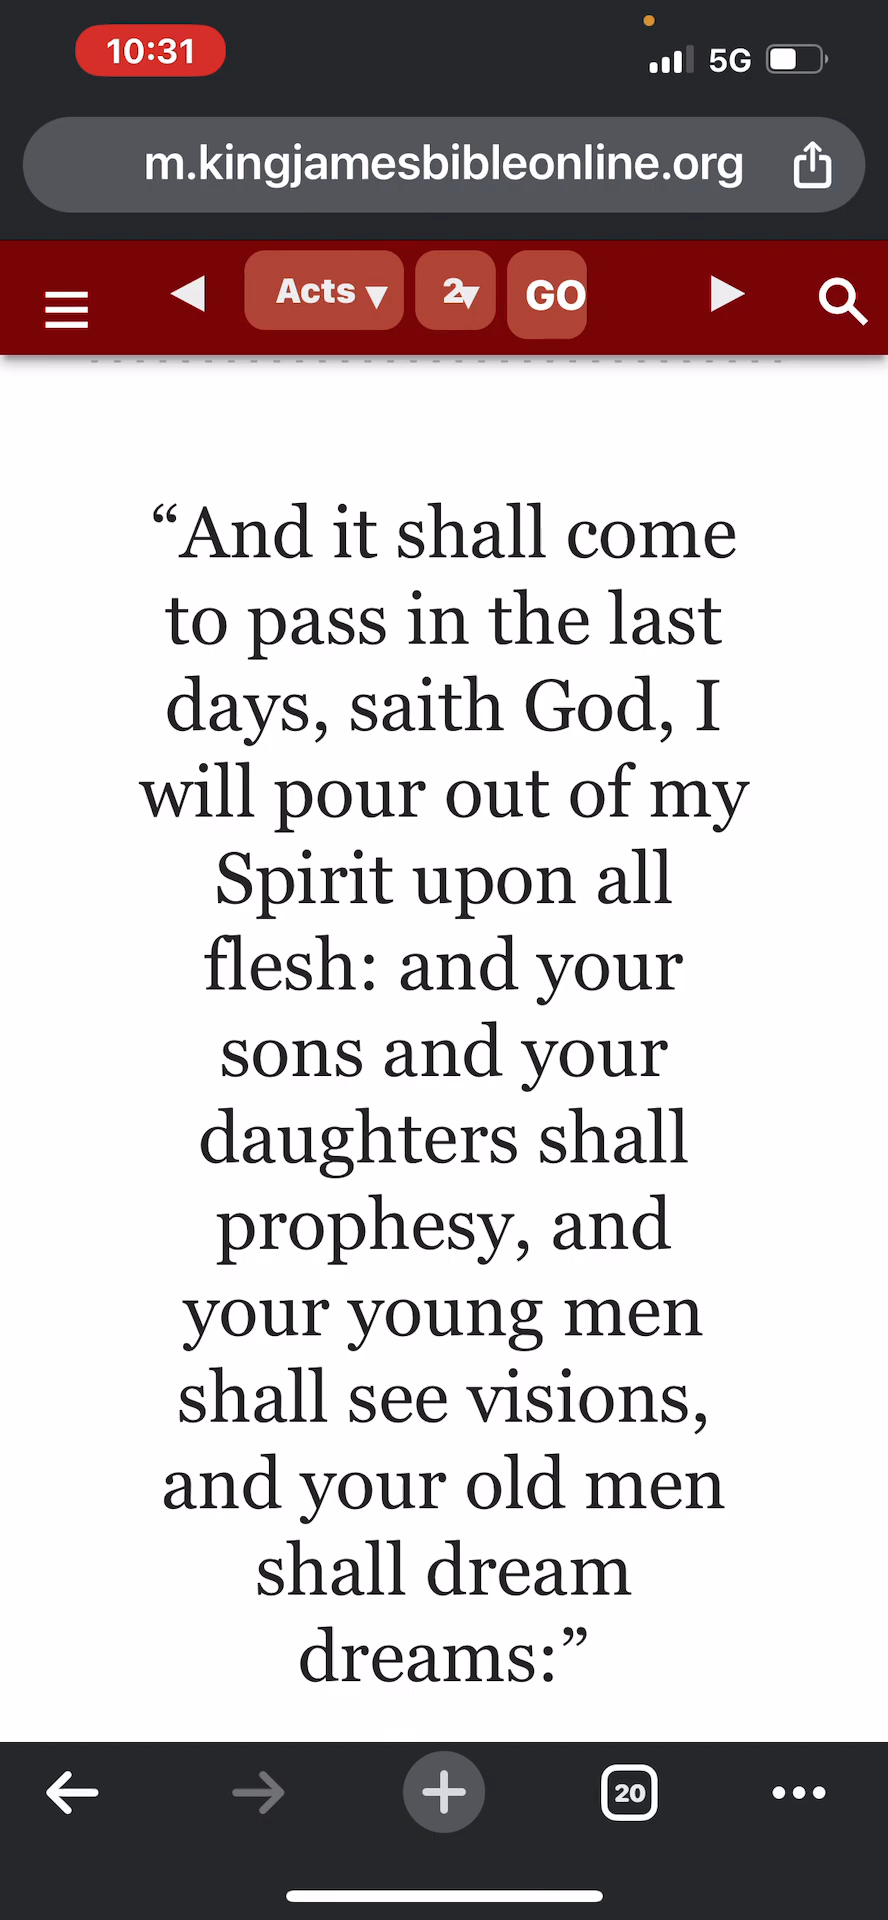 10:31
5G
m.kingjamesbibleonline.org
Acts 2 GO
“And it shall come
to pass in the last
days, saith God, I
will pour out of my
Spirit upon all
flesh: and your
sons and your
daughters shall
prophesy, and
your young men
shall see visions,
and your old men
shall dream
dreams:”
20